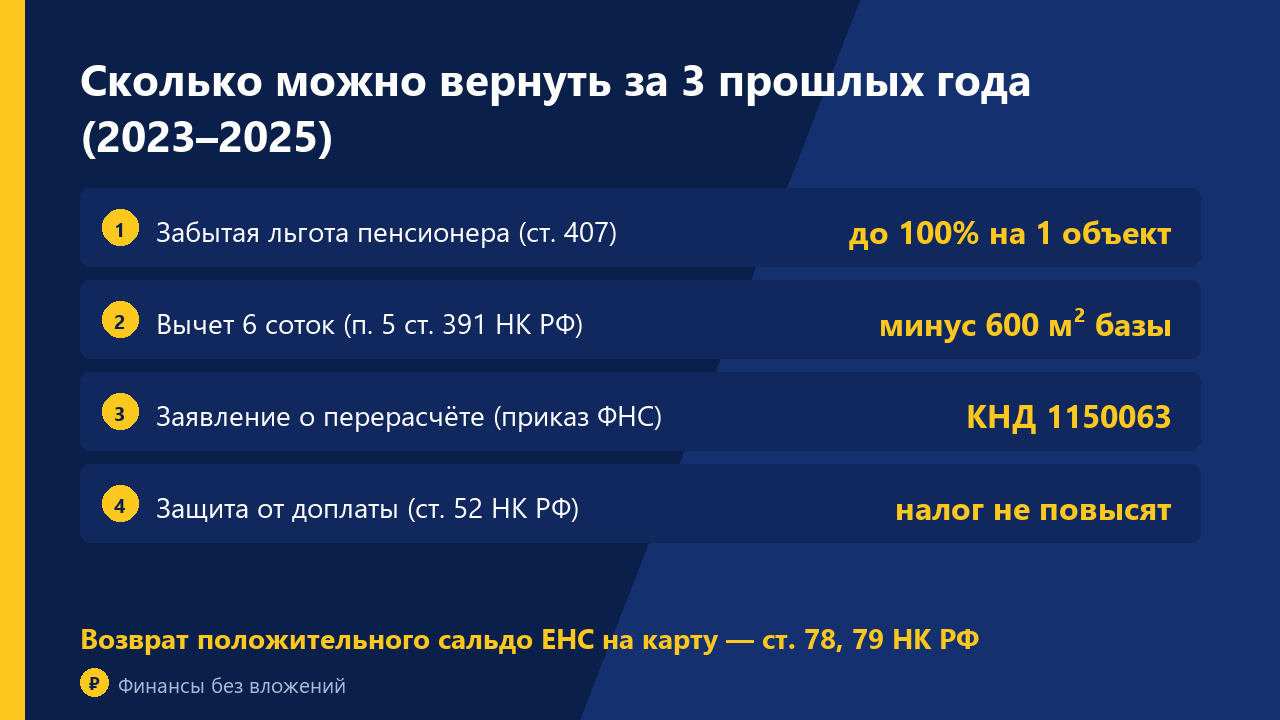 Сколько можно вернуть за 3 прошлых года
(2023–2025)
1 Забытая льгота пенсионера (ст. 407) до 100% на 1 объект
2 Вычет 6 соток (п. 5 ст. 391 НК РФ) минус 600 м² базы
3 Заявление о перерасчёте (приказ ФНС) КНД 1150063
4 Защита от доплаты (ст. 52 НК РФ) налог не повысят
Возврат положительного сальдо ЕНС на карту — ст. 78, 79 НК РФ
₽ Финансы без вложений